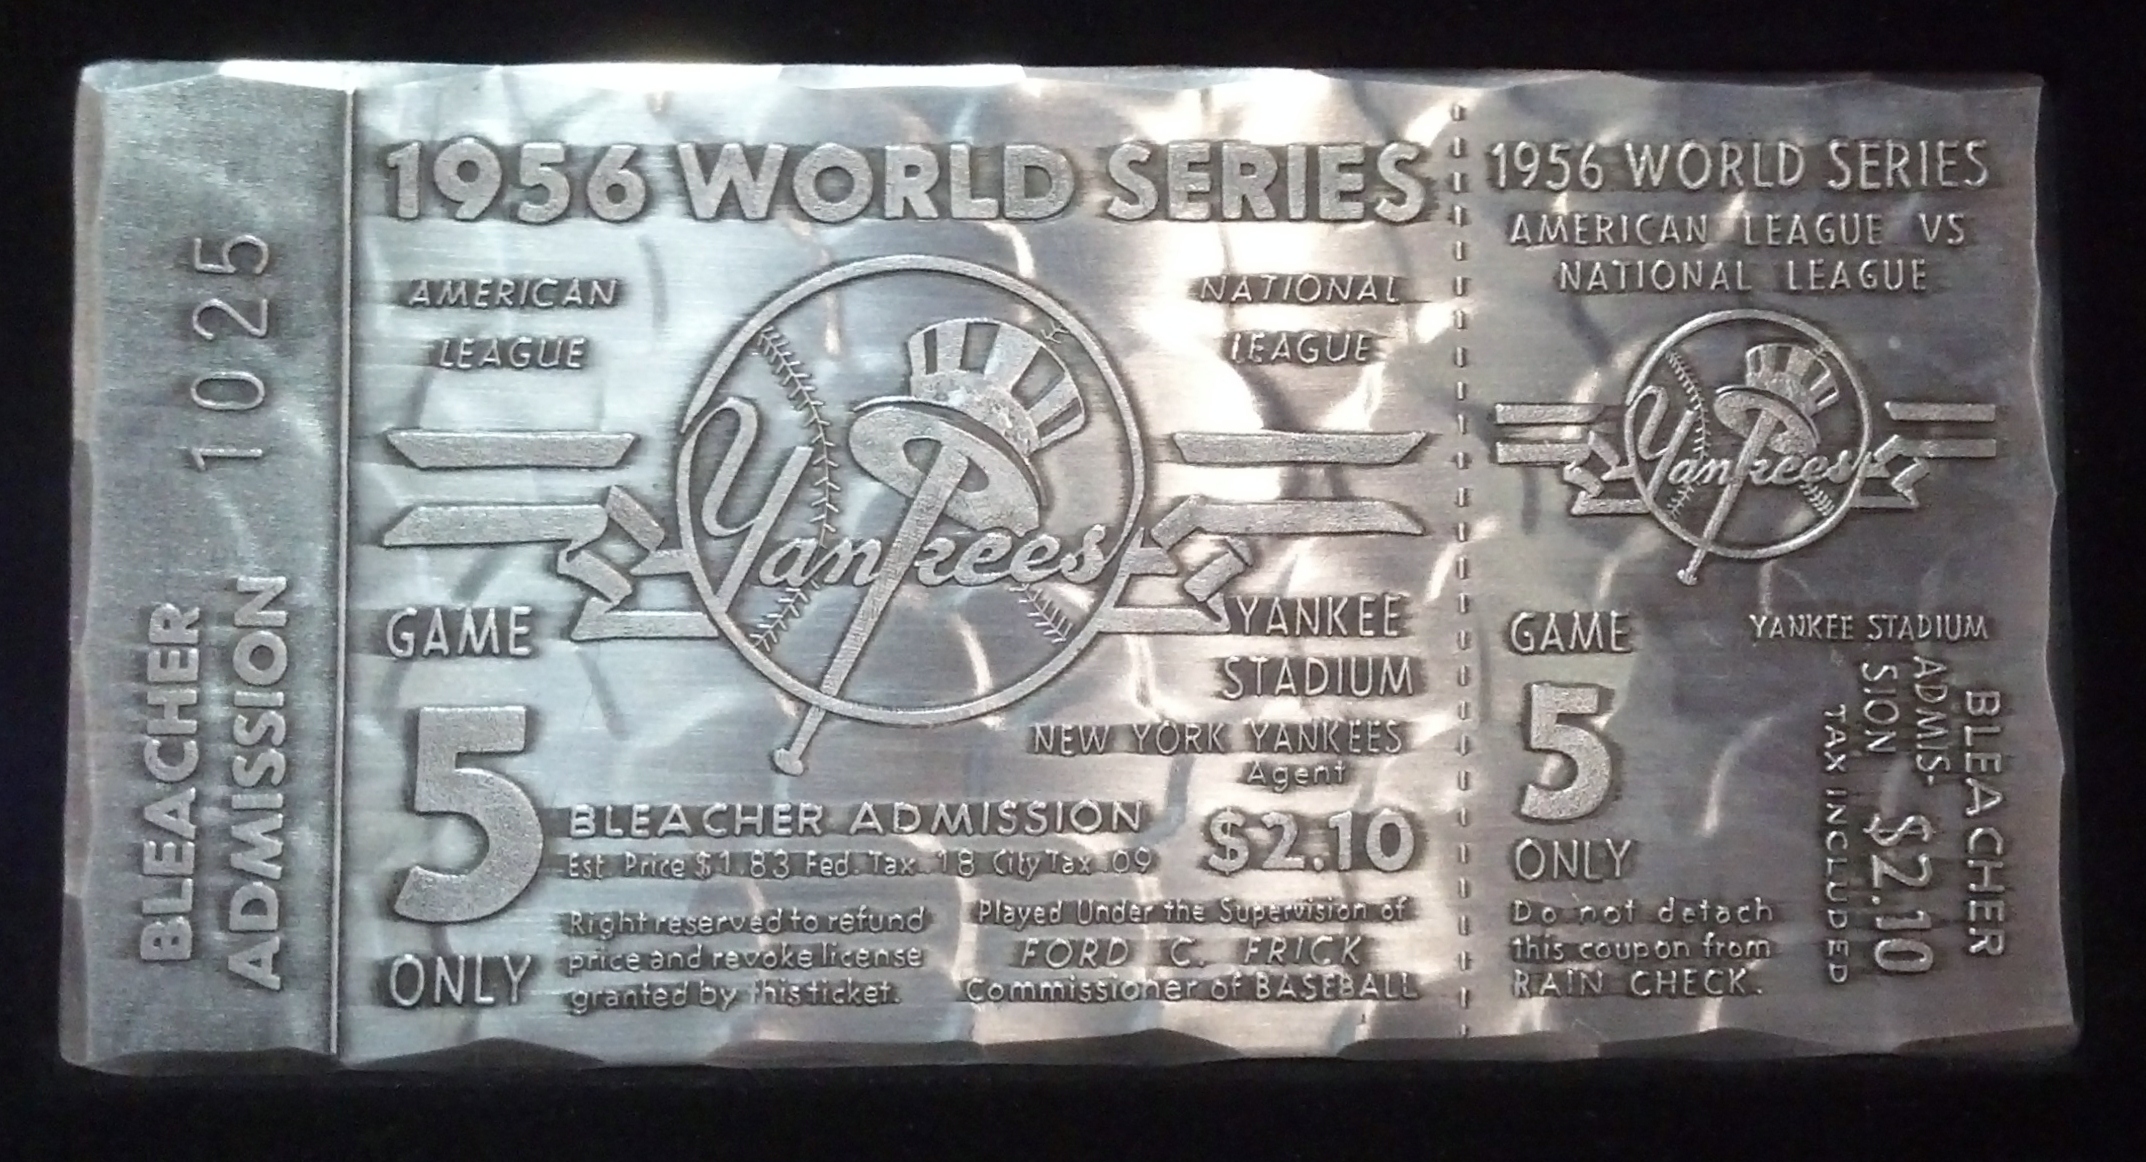 BLEACHER
ADMISSION
1025
1956 WORLD SERIES
AMERICAN
LEAGUE
NATIONAL
LEAGUE
Yankees
GAME
5
ONLY
YANKEE
STADIUM
NEW YORK YANKEES
Agent
BLEACHER ADMISSION
$2.10
Est. Price $1.83 Fed. Tax .18 City Tax .09
Right reserved to refund
price and revoke license
granted by this ticket.
Played Under the Supervision of
FORD C. FRICK
Commissioner of BASEBALL
1956 WORLD SERIES
AMERICAN LEAGUE VS
NATIONAL LEAGUE
Yankees
GAME
5
ONLY
YANKEE STADIUM
BLEACHER
ADMIS-
SION
$2.10
TAX INCLUDED
Do not detach
this coupon from
RAIN CHECK.